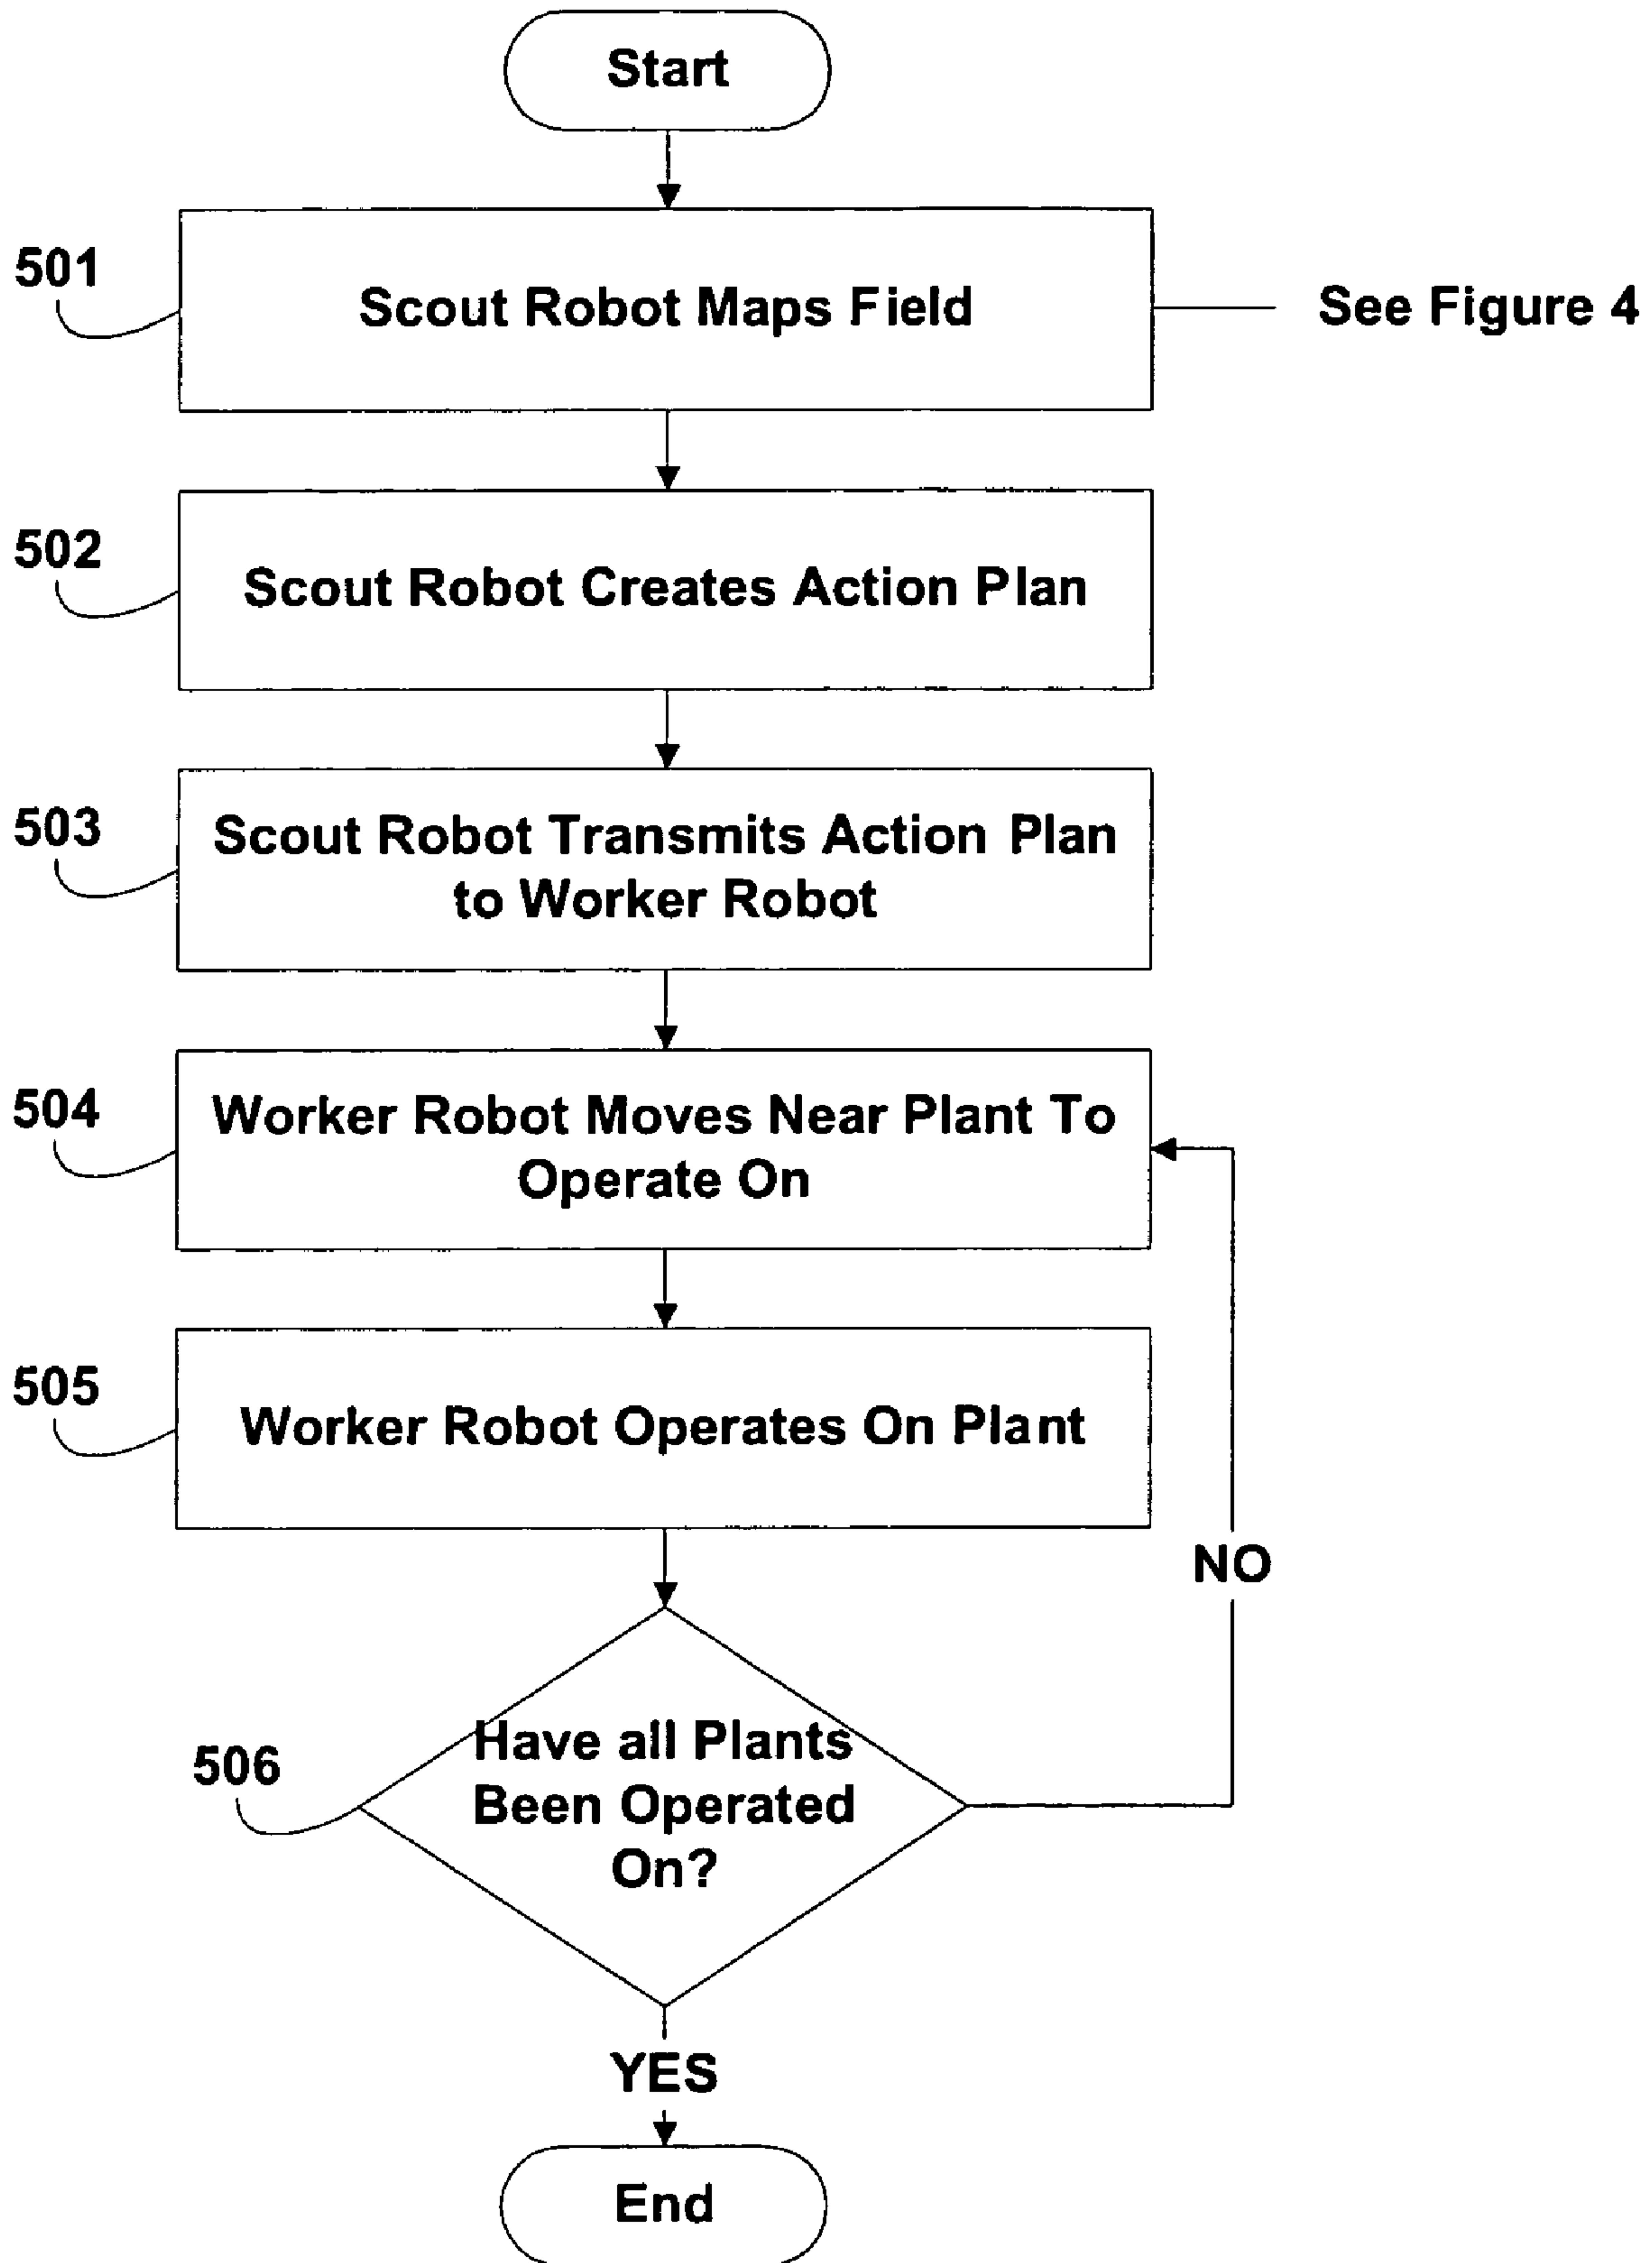 Start
501
Scout Robot Maps Field
See Figure 4
502
Scout Robot Creates Action Plan
503
Scout Robot Transmits Action Plan
to Worker Robot
504
Worker Robot Moves Near Plant To
Operate On
505
Worker Robot Operates On Plant
NO
506
Have all Plants
Been Operated
On?
YES
End